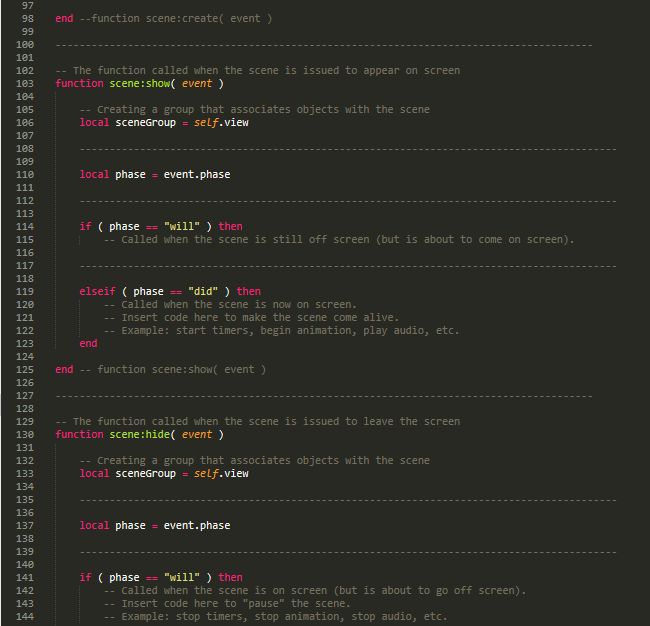 97
98 end --function scene:create( event )
99
100 -----------------------------------------------------------------------------------------
101
102 -- The function called when the scene is issued to appear on screen
103 function scene:show( event )
104
105 -- Creating a group that associates objects with the scene
106 local sceneGroup = self.view
107
108 -----------------------------------------------------------------------------------------
109
110 local phase = event.phase
111
112 -----------------------------------------------------------------------------------------
113
114 if ( phase == "will" ) then
115 -- Called when the scene is still off screen (but is about to come on screen).
116
117 -----------------------------------------------------------------------------------------
118
119 elseif ( phase == "did" ) then
120 -- Called when the scene is now on screen.
121 -- Insert code here to make the scene come alive.
122 -- Example: start timers, begin animation, play audio, etc.
123 end
124
125 end -- function scene:show( event )
126
127 -----------------------------------------------------------------------------------------
128
129 -- The function called when the scene is issued to leave the screen
130 function scene:hide( event )
131
132 -- Creating a group that associates objects with the scene
133 local sceneGroup = self.view
134
135 -----------------------------------------------------------------------------------------
136
137 local phase = event.phase
138
139 -----------------------------------------------------------------------------------------
140
141 if ( phase == "will" ) then
142 -- Called when the scene is on screen (but is about to go off screen).
143 -- Insert code here to "pause" the scene.
144 -- Example: stop timers, stop animation, stop audio, etc.